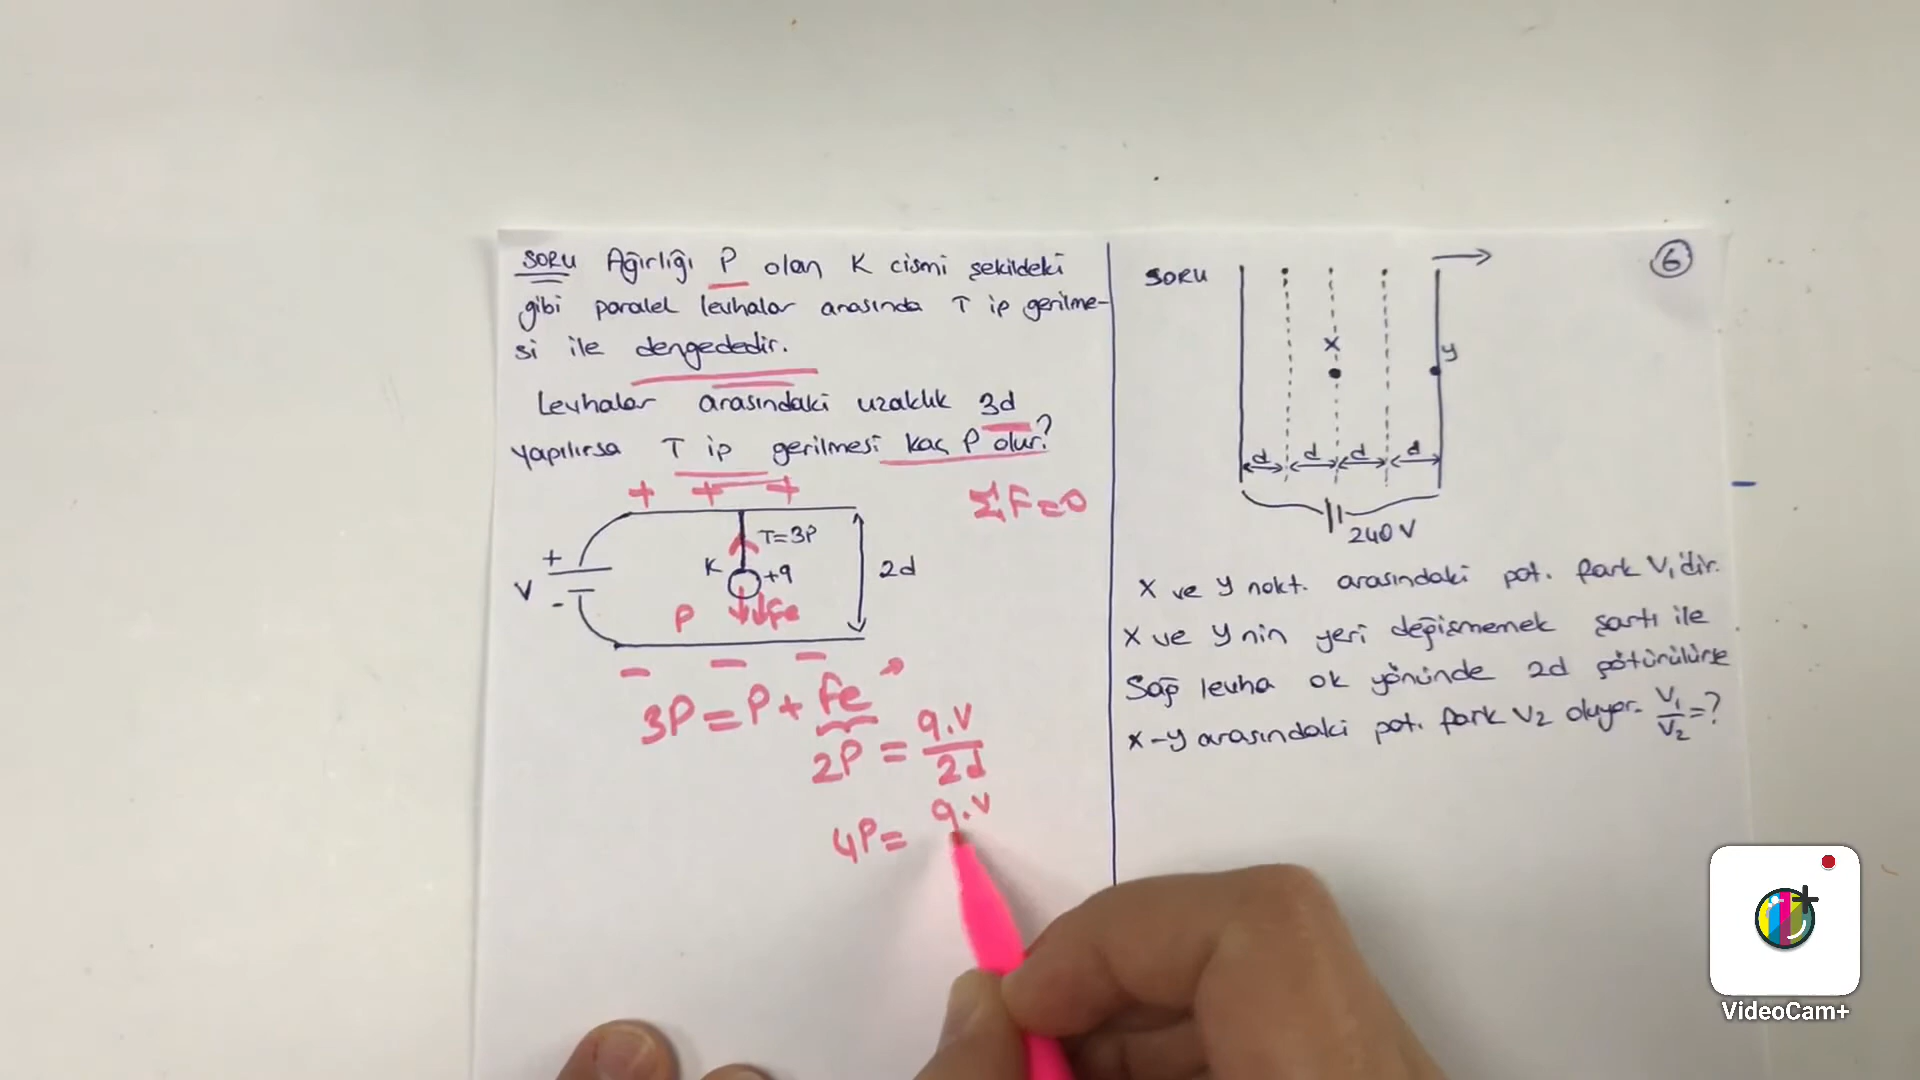 SORU Ağırlığı P olan K cismi şekildeki
gibi paralel levhalar arasında T ip gerilme-
si ile dengededir.
Levhalar arasındaki uzaklık 3d
yapılırsa T ip gerilmesi kaç P olur?
+ + +
ΣF=0
T=3P
+
K
+q
2d
V
-
P
Fe
- - -
3P = P + Fe
2P = q.V/2d
4P = q.V
6
SORU
x
y
d d d d
240 V
x ve y nokt. arasındaki pot. fark V₁dir.
x ve y nin yeri değişmemek şartı ile
Sağ levha ok yönünde 2d götürülürse
x-y arasındaki pot. fark V₂ oluyor. V₁/V₂=?
VideoCam+